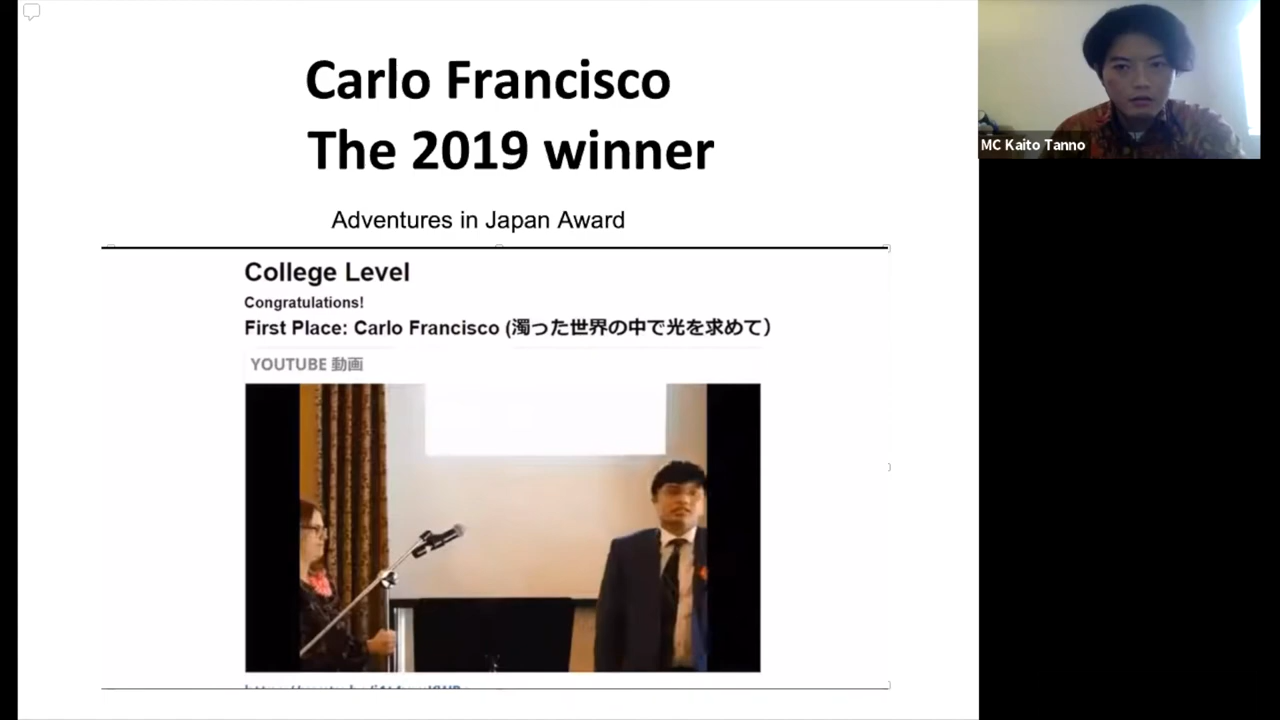 Carlo Francisco
The 2019 winner
Adventures in Japan Award
College Level
Congratulations!
First Place: Carlo Francisco (濁った世界の中で光を求めて)
YOUTUBE 動画
MC Kaito Tanno